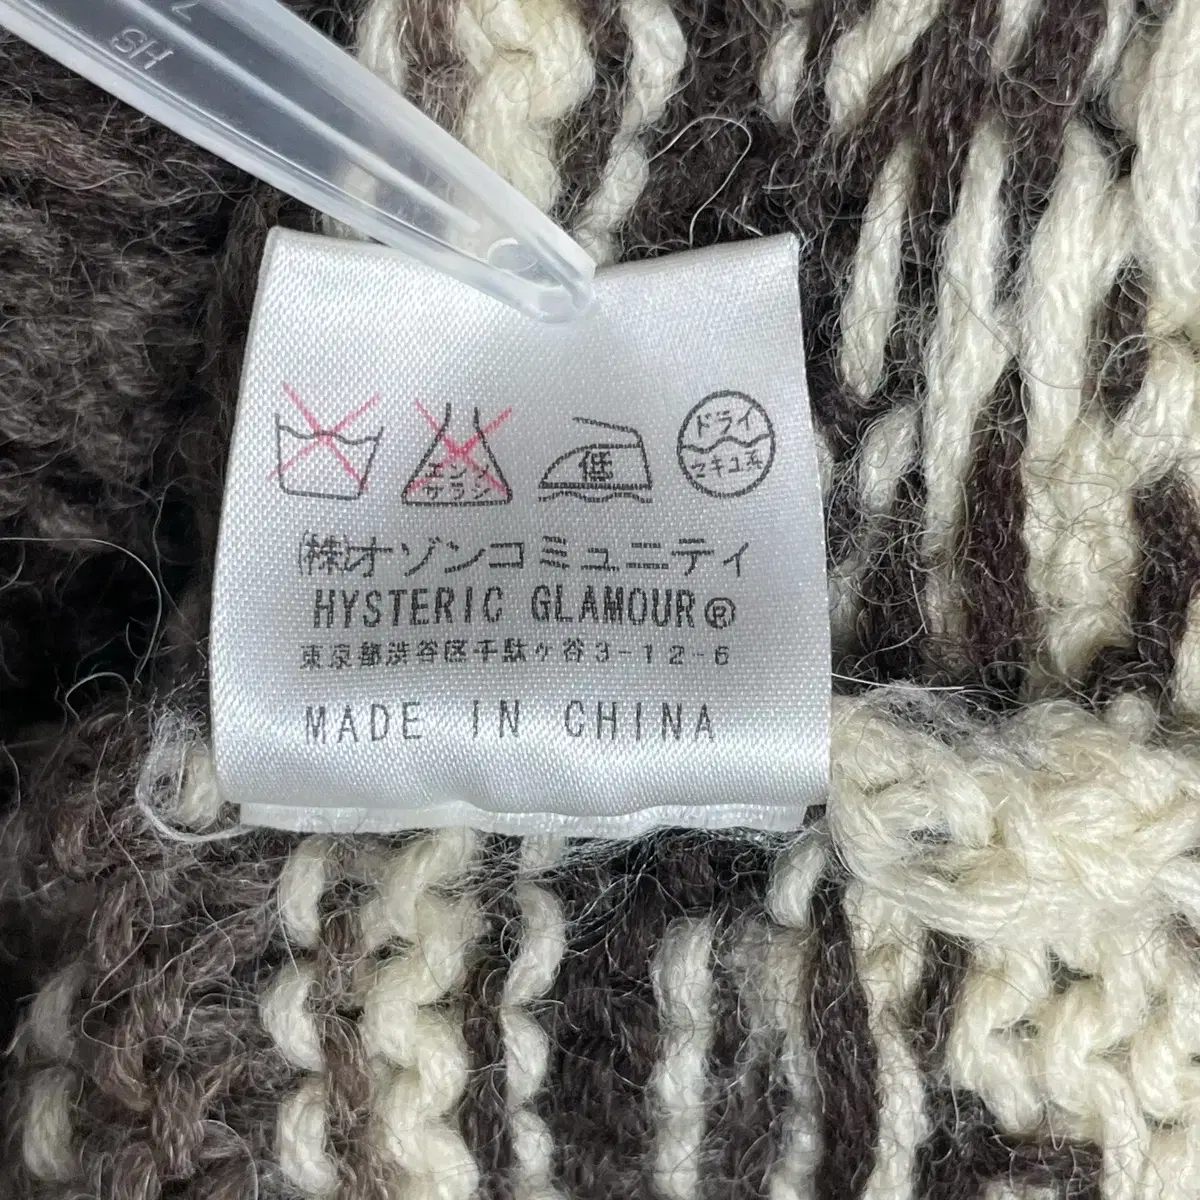 HS
エンソ
サラシ
低
ドライ
セキユ系
(株)オゾンコミュニティ
HYSTERIC GLAMOUR®
東京都渋谷区千駄ヶ谷3-12-6
MADE IN CHINA